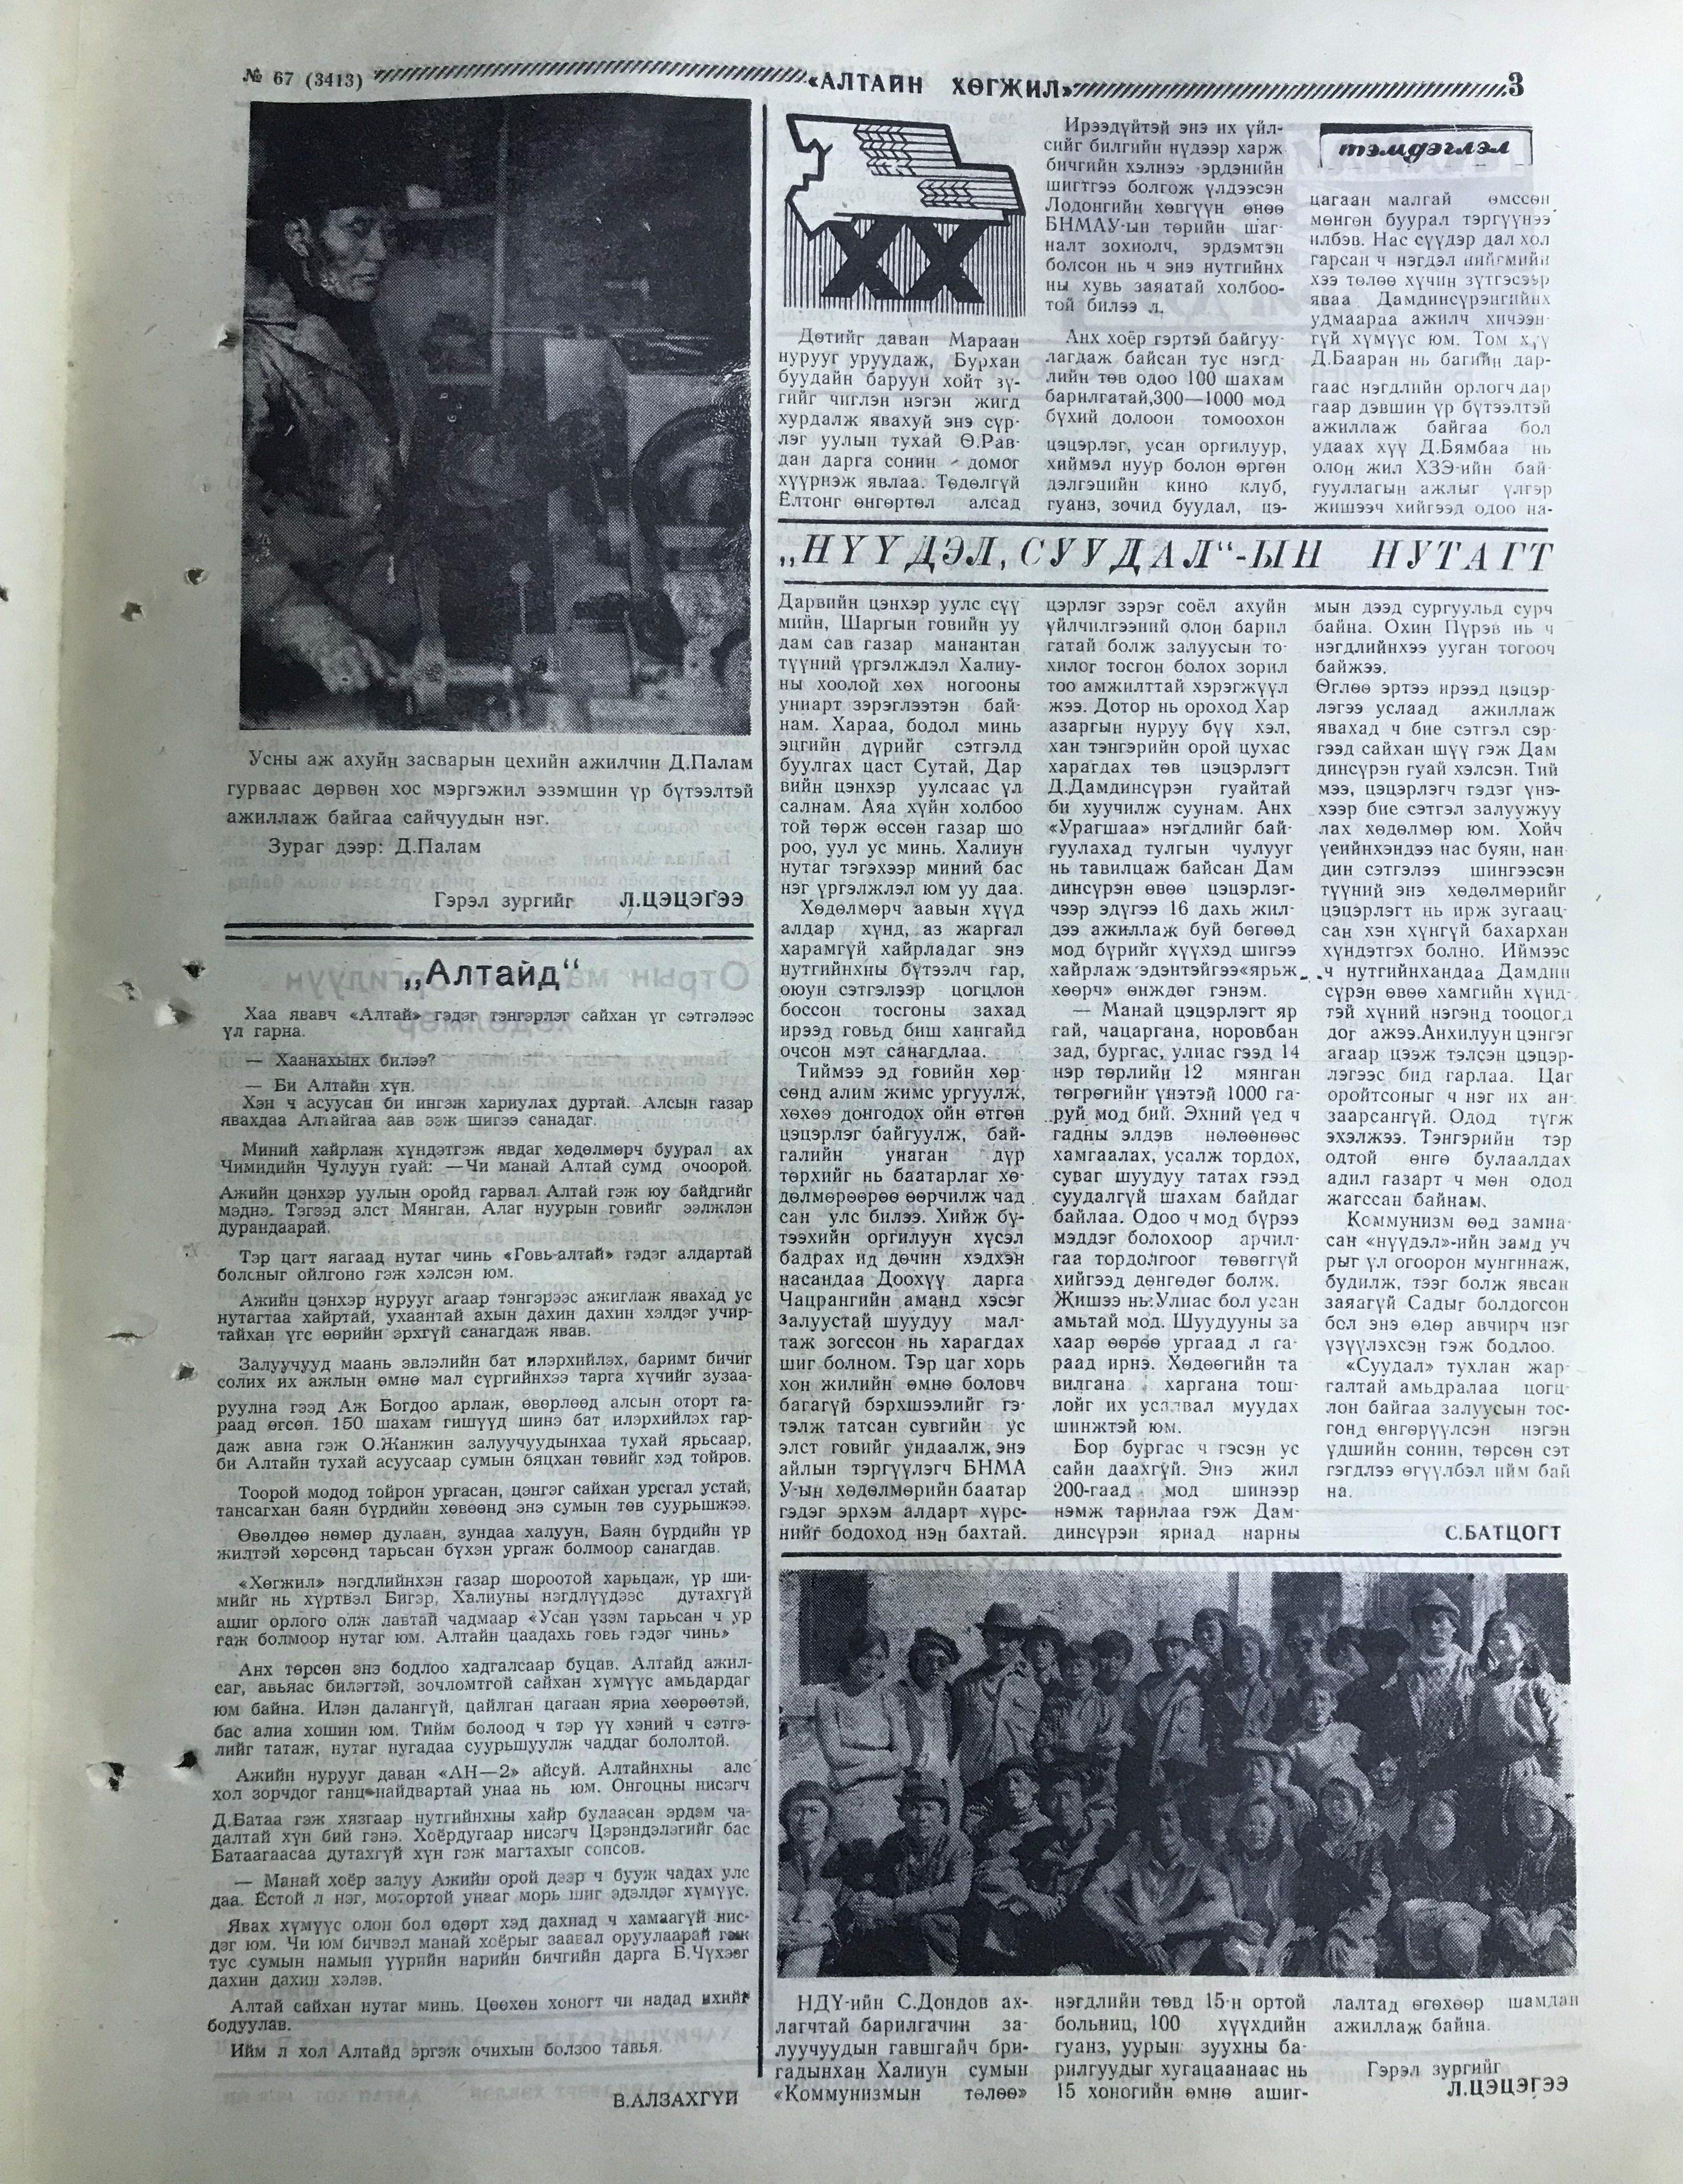 № 67 (3413)
«АЛТАЙН ХӨГЖИЛ»
3
Усны аж ахуйн засварын цехийн ажилчин Д.Палам
гурваас дөрвөн хос мэргэжил эзэмшин үр бүтээлтэй
ажиллаж байгаа сайчуудын нэг.
Зураг дээр: Д.Палам
Гэрэл зургийг Л.ЦЭЦЭГЭЭ
„Алтайд“
Хаа явавч «Алтай» гэдэг тэнгэрлэг сайхан үг сэтгэлээс
үл гарна.
— Хаанахынх билээ?
— Би Алтайн хүн.
Хэн ч асуусан би ингэж хариулах дуртай. Алсын газар
явахдаа Алтайгаа аав ээж шигээ санадаг.
Миний хайрлаж хүндэтгэж явдаг хөдөлмөрч буурал ах
Чимидийн Чулуун гуай: —Чи манай Алтай сумд очоорой.
Ажийн цэнхэр уулын оройд гарвал Алтай гэж юу байдгийг
мэднэ. Тэгээд элст Мянган, Алаг нуурын говийг ээлжлэн
дурандаарай.
Тэр цагт яагаад нутаг чинь «Говь-алтай» гэдэг алдартай
болсныг ойлгоно гэж хэлсэн юм.
Ажийн цэнхэр нурууг агаар тэнгэрээс ажиглаж явахад ус
нутагтаа хайртай, ухаантай ахын дахин дахин хэлдэг учир-
тайхан үгс өөрийн эрхгүй санагдаж явав.
Залуучууд маань эвлэлийн бат илэрхийлэх, баримт бичиг
солих их ажлын өмнө мал сүргийнхээ тарга хүчийг зузаа-
руулна гээд Аж Богдоо арлаж, өвөрлөөд алсын оторт га-
раад өгсөн. 150 шахам гишүүд шинэ бат илэрхийлэх гар-
даж авна гэж О.Жанжин залуучуудынхаа тухай ярьсаар,
би Алтайн тухай асуусаар сумын бяцхан төвийг хэд тойров.
Тоорой модод тойрон ургасан, цэнгэг сайхан урсгал устай,
тансагхан баян бүрдийн хөвөөнд энэ сумын төв суурьшжээ.
Өвөлдөө нөмөр дулаан, зундаа халуун, Баян бүрдийн үр
жилтэй хөрсөнд тарьсан бүхэн ургаж болмоор санагдав.
«Хөгжил» нэгдлийнхэн газар шороотой харьцаж, үр ши-
мийг нь хүртвэл Бигэр, Халиуны нэгдлүүдээс дутахгүй
ашиг орлого олж лавтай чадмаар «Усан үзэм тарьсан ч ур
гаж болмоор нутаг юм. Алтайн цаадахь говь гэдэг чинь»
Анх төрсөн энэ бодлоо хадгалсаар буцав. Алтайд ажил-
саг, авьяас билэгтэй, зочломтгой сайхан хүмүүс амьдардаг
юм байна. Илэн далангүй, цайлган цагаан яриа хөөрөөтэй,
бас алиа хошин юм. Тийм болоод ч тэр үү хэний ч сэтгэ-
лийг татаж, нутаг нугадаа суурьшуулж чаддаг бололтой.
Ажийн нурууг даван «АН—2» айсуй. Алтайнхны алс
хол зорчдог ганц найдвартай унаа нь юм. Онгоцны нисэгч
Д.Батаа гэж хязгаар нутгийнхны хайр булаасан эрдэм ча-
далтай хүн бий гэнэ. Хоёрдугаар нисэгч Цэрэндэлэгийг бас
Батаагаасаа дутахгүй хүн гэж магтахыг сонсов.
— Манай хоёр залуу Ажийн орой дээр ч бууж чадах улс
даа. Ёстой л нэг, мотортой унааг морь шиг эдэлдэг хүмүүс.
Явах хүмүүс олон бол өдөрт хэд дахиад ч хамаагүй нис-
дэг юм. Чи юм бичвэл манай хоёрыг заавал оруулаарай гэж
тус сумын намын үүрийн нарийн бичгийн дарга Б.Чүхээг
дахин дахин хэлэв.
Алтай сайхан нутаг минь. Цөөхөн хоногт чи надад ихийг
бодуулав.
Ийм л хол Алтайд эргэж очихын болзоо тавья.
В.АЛЗАХГҮЙ
XX
Дөтийг даван Мараан
нурууг уруудаж, Бурхан
буудайн баруун хойт зү-
гийг чиглэн нэгэн жигд
хурдалж явахуй энэ сүр-
лэг уулын тухай Ө.Рав-
дан дарга сонин домог
хүүрнэж явлаа. Төдөлгүй
Ёлтонг өнгөртөл алсад
Ирээдүйтэй энэ их үйл-
сийг билгийн нүдээр харж
бичгийн хэлнээ эрдэнийн
шигтгээ болгож үлдээсэн
Лодонгийн хөвгүүн өнөө
БНМАУ-ын төрийн шаг-
налт зохиолч, эрдэмтэн
болсон нь ч энэ нутгийнх
ны хувь заяатай холбоо-
той билээ л.
Анх хоёр гэртэй байгуу-
лагдаж байсан тус нэгд-
лийн төв одоо 100 шахам
барилгатай,300—1000 мод
бүхий долоон томоохон
цэцэрлэг, усан оргилуур,
хиймэл нуур болон өргөн
дэлгэцийн кино клуб,
гуанз, зочид буудал, цэ-
тэмдэглэл
цагаан малгай өмссөн
мөнгөн буурал тэргүүнээ
илбэв. Нас сүүдэр дал хол
гарсан ч нэгдэл нийгмийн
хээ төлөө хүчин зүтгэсээр
яваа Дамдинсүрэнгийнх
удмаараа ажилч хичээн-
гүй хүмүүс юм. Том хүү
Д.Бааран нь багийн дар-
гаас нэгдлийн орлогч дар
гаар дэвшин үр бүтээлтэй
ажиллаж байгаа бол
удаах хүү Д.Бямбаа нь
олон жил ХЗЭ-ийн бай-
гууллагын ажлыг үлгэр
жишээч хийгээд одоо на-
„НҮҮДЭЛ, СУУДАЛ“-ЫН НУТАГТ
Дарвийн цэнхэр уулс сүү
мийн, Шаргын говийн уу
дам сав газар манантан
түүний үргэлжлэл Халиу-
ны хоолой хөх ногооны
униарт зэрэглээтэн бай-
нам. Хараа, бодол минь
энгийн дүрийг сэтгэлд
буулгах цаст Сутай, Дар
вийн цэнхэр уулсаас үл
салнам. Аяа хүйн холбоо
той төрж өссөн газар шо
роо, уул ус минь. Халиун
нутаг тэгэхээр миний бас
нэг үргэлжлэл юм уу даа.
Хөдөлмөрч аавын хүүд
алдар хүнд, аз жаргал
харамгүй хайрладаг энэ
нутгийнхны бүтээлч гар,
оюун сэтгэлээр цогцлон
боссон тосгоны захад
ирээд говьд биш хангайд
очсон мэт санагдлаа.
Тиймээ эд говийн хөр-
сөнд алим жимс ургуулж,
хөхөө донгодох ойн өтгөн
цэцэрлэг байгуулж, бай-
галийн унаган дүр
төрхийг нь баатарлаг хө-
дөлмөрөөрөө өөрчилж чад
сан улс билээ. Хийж бү-
тээхийн оргилуун хүсэл
бадрах ид дөчин хэдхэн
насандаа Доохүү дарга
Чацрангийн аманд хэсэг
Залуустай шуудуу мал-
таж зогссон нь харагдах
шиг болном. Тэр цаг хорь
хон жилийн өмнө боловч
багагүй бэрхшээлийг гэ-
тэлж татсан сувгийн ус
элст говийг ундаалж, энэ
айлын тэргүүлэгч БНМА
У-ын хөдөлмөрийн баатар
гэдэг эрхэм алдарт хүрс-
нийг бодоход нэн бахтай.
цэрлэг зэрэг соёл ахуйн
үйлчилгээний олон барил
гатай болж залуусын то-
хилог тосгон болох зорил
тоо амжилттай хэрэгжүүл
жээ. Дотор нь ороход Хар
азаргын нуруу бүү хэл,
хан тэнгэрийн орой цухас
харагдах төв цэцэрлэгт
Д.Дамдинсүрэн гуайтай
би хуучилж суунам. Анх
«Урагшаа» нэгдлийг бай-
гуулахад тулгын чулууг
нь тавилцаж байсан Дам
динсүрэн өвөө цэцэрлэг-
чээр эдүгээ 16 дахь жил-
дээ ажиллаж буй бөгөөд
мод бүрийг хүүхэд шигээ
хайрлаж эдэнтэйгээ«ярьж
хөөрч» өнждөг гэнэм.
— Манай цэцэрлэгт яр
гай, чацаргана, норовбан
зад, бургас, улиас гээд 14
нэр төрлийн 12 мянган
төгрөгийн үнэтэй 1000 га-
руй мод бий. Эхний үед ч
гадны элдэв нөлөөнөөс
хамгаалах, усалж тордох,
суваг шуудуу татах гээд
суудалгүй шахам байдаг
байлаа. Одоо ч мод бүрээ
мэддэг болохоор арчил-
гаа тордолгоог төвөггүй
хийгээд дөнгөдөг болж.
Жишээ нь:Улиас бол усан
амьтай мод. Шуудууны за
хаар өөрөө ургаад л га-
раад ирнэ. Хөдөөгийн та
вилгана харгана тош-
лойг их уславал муудах
шинжтэй юм.
Бор бургас ч гэсэн ус
сайн даахгүй. Энэ жил
200-гаад мод шинээр
нэмж тарилаа гэж Дам-
динсүрэн яриад нарны
мын дээд сургуульд сурч
байна. Охин Пүрэв нь ч
нэгдлийнхээ ууган тогооч
байжээ.
Өглөө эртээ ирээд цэцэр-
лэгээ услаад ажиллаж
явахад ч бие сэтгэл сэр-
гээд сайхан шүү гэж Дам
динсүрэн гуай хэлсэн. Тий
мээ, цэцэрлэгч гэдэг үнэ-
хээр бие сэтгэл залуужуу
лах хөдөлмөр юм. Хойч
үеийнхэндээ нас буян, нан
дин сэтгэлээ шингээсэн
түүний энэ хөдөлмөрийг
цэцэрлэгт нь ирж зугаац-
сан хэн хүнгүй бахархан
хүндэтгэх болно. Иймээс
ч нутгийнхандаа Дамдин
сүрэн өвөө хамгийн хүнд-
тэй хүний нэгэнд тооцогд
дог ажээ.Анхилуун цэнгэг
агаар цээж тэлсэн цэцэр-
лэгээс бид гарлаа. Цаг
оройтсоныг ч нэг их ан-
заарсангүй. Одод түгж
эхэлжээ. Тэнгэрийн тэр
одтой өнгө булаалдах
адил газарт ч мөн одод
жагссан байнам.
Коммунизм өөд замна-
сан «нүүдэл»-ийн замд уч
рыг үл огоорон мунгинаж,
будилж, тээг болж явсан
заяагүй Садыг болдогсон
бол энэ өдөр авчирч нэг
үзүүлэхсэн гэж бодлоо.
«Суудал» тухлан жар-
галтай амьдралаа цогц-
лон байгаа залуусын тос-
гонд өнгөрүүлсэн нэгэн
үдшийн сонин, төрсөн сэт
гэгдлээ өгүүлбэл ийм бай
на.
С.БАТЦОГТ
НДҮ-ийн С.Дондов ах-
лагчтай барилгачин за-
луучуудын гавшгайч бри-
гадынхан Халиун сумын
«Коммунизмын төлөө»
нэгдлийн төвд 15-н ортой
больниц, 100 хүүхдийн
гуанз, уурын зуухны ба-
рилгуудыг хугацаанаас нь
15 хоногийн өмнө ашиг-
лалтад өгөхөөр шамдан
ажиллаж байна.
Гэрэл зургийг
Л.ЦЭЦЭГЭЭ